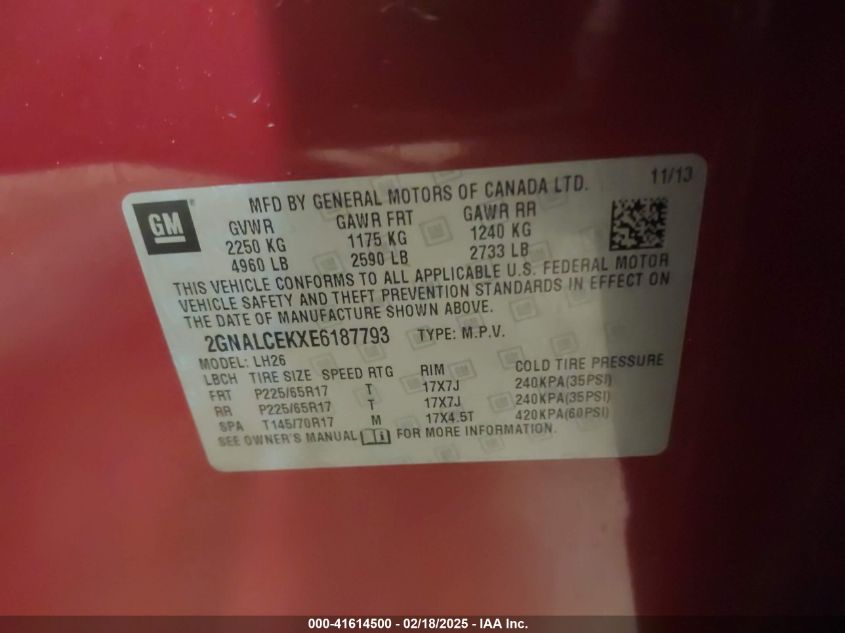 GM
MFD BY GENERAL MOTORS OF CANADA LTD.
11/13
GVWR GAWR FRT GAWR RR
2250 KG 1175 KG 1240 KG
4960 LB 2590 LB 2733 LB
THIS VEHICLE CONFORMS TO ALL APPLICABLE U.S. FEDERAL MOTOR
VEHICLE SAFETY AND THEFT PREVENTION STANDARDS IN EFFECT ON
THE DATE OF MANUFACTURE SHOWN ABOVE.
2GNALCEKXE6187793 TYPE: M.P.V.
MODEL: LH26
LBCH TIRE SIZE SPEED RTG RIM COLD TIRE PRESSURE
FRT P225/65R17 T 17X7J 240KPA(35PSI)
RR P225/65R17 T 17X7J 240KPA(35PSI)
SPA T145/70R17 M 17X4.5T 420KPA(60PSI)
SEE OWNER'S MANUAL FOR MORE INFORMATION.
000-41614500 - 02/18/2025 - IAA Inc.